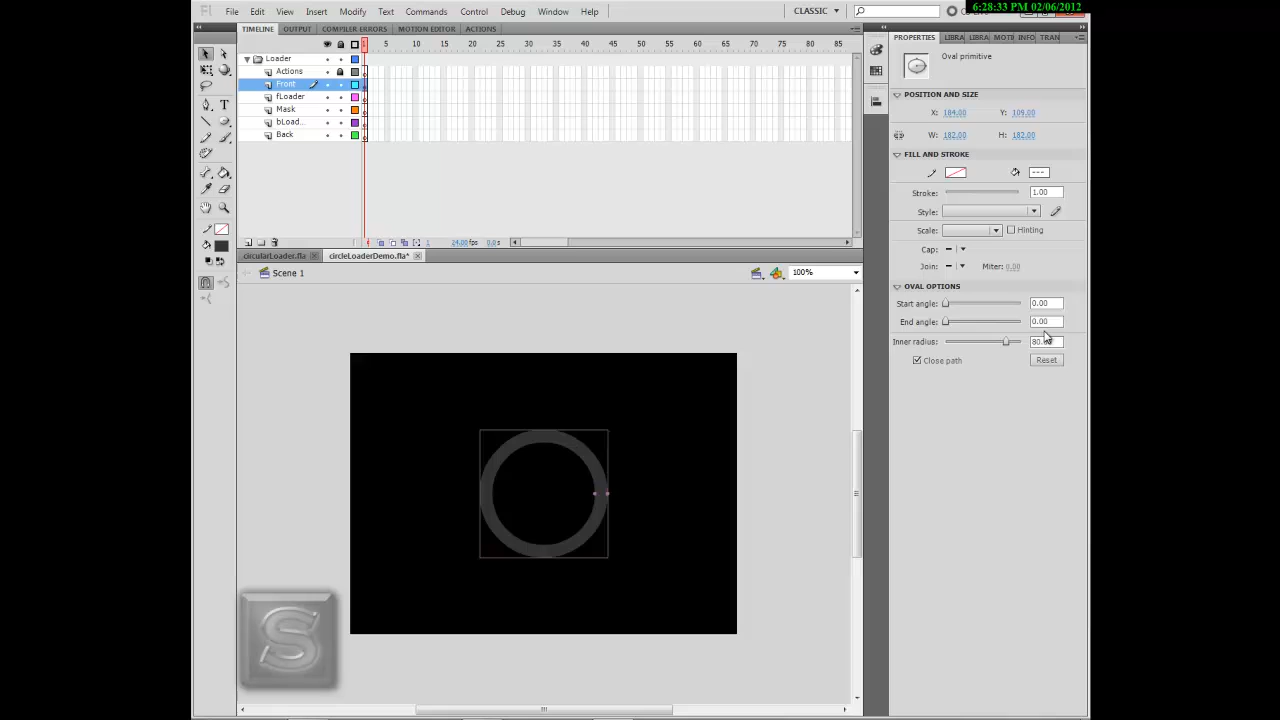 6:28:33 PM 02/06/2012
Fl File Edit View Insert Modify Text Commands Control Debug Window Help CLASSIC
TIMELINE OUTPUT COMPILER ERRORS MOTION EDITOR ACTIONS
PROPERTIES LIBRA LIBRA MOTI INFO TRAN
5 10 15 20 25 30 35 40 45 50 55 60 65 70 75 80 85
Loader
Actions
Front
fLoader
Mask
bLoad...
Back
1 24.00 fps 0.0 s
Oval primitive
POSITION AND SIZE
X: 184.00 Y: 109.00
W: 182.00 H: 182.00
FILL AND STROKE
Stroke: 1.00
Style:
Scale: Hinting
Cap:
Join: Miter: 0.00
OVAL OPTIONS
Start angle: 0.00
End angle: 0.00
Inner radius: 80.
Close path Reset
circularLoader.fla circleLoaderDemo.fla*
Scene 1 100%
S